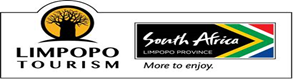 LIMPOPO
TOURISM
South Africa
LIMPOPO PROVINCE
More to enjoy.